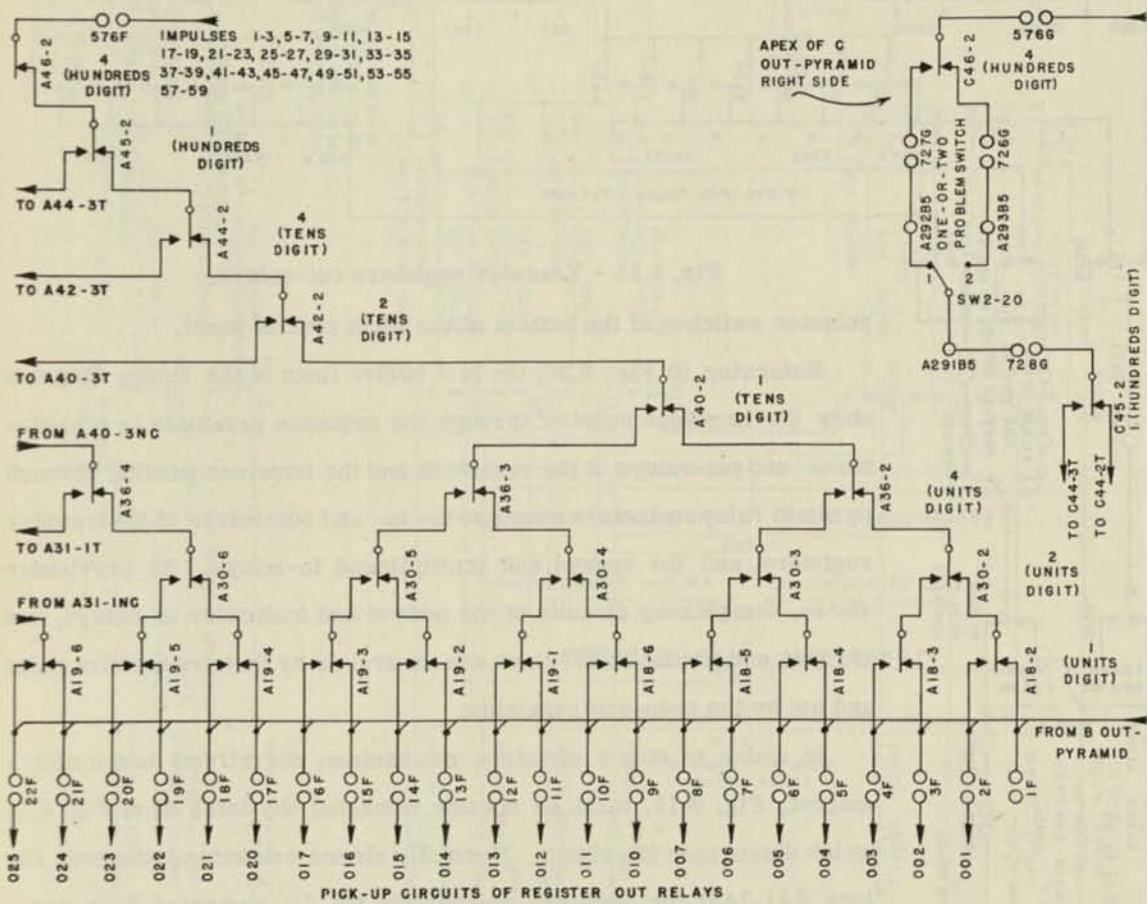 576F
IMPULSES 1-3, 5-7, 9-11, 13-15
17-19, 21-23, 25-27, 29-31, 33-35
37-39, 41-43, 45-47, 49-51, 53-55
57-59
A46-2
4
(HUNDREDS
DIGIT)
A45-2
1
(HUNDREDS
DIGIT)
TO A44-3T
A44-2
4
(TENS
DIGIT)
TO A42-3T
A42-2
2
(TENS
DIGIT)
TO A40-3T
A40-2
1
(TENS
DIGIT)
APEX OF C
OUT-PYRAMID
RIGHT SIDE
C46-2
576G
4
(HUNDREDS
DIGIT)
727G
726G
ONE-OR-TWO
PROBLEM SWITCH
A292B5
A293B5
1
2
SW2-20
A291B5
728G
C45-2
1 (HUNDREDS DIGIT)
TO C44-3T
TO C44-2T
FROM A40-3NC
A36-4
A36-3
A36-2
4
(UNITS
DIGIT)
TO A31-1T
A30-6
A30-5
A30-4
A30-3
A30-2
2
(UNITS
DIGIT)
FROM A31-1NC
A19-6
A19-5
A19-4
A19-3
A19-2
A19-1
A18-6
A18-5
A18-4
A18-3
A18-2
1
(UNITS
DIGIT)
FROM B OUT-
PYRAMID
22F
21F
20F
19F
18F
17F
16F
15F
14F
13F
12F
11F
10F
9F
8F
7F
6F
5F
4F
3F
2F
1F
025
024
023
022
021
020
017
016
015
014
013
012
011
010
007
006
005
004
003
002
001
PICK-UP CIRCUITS OF REGISTER OUT RELAYS